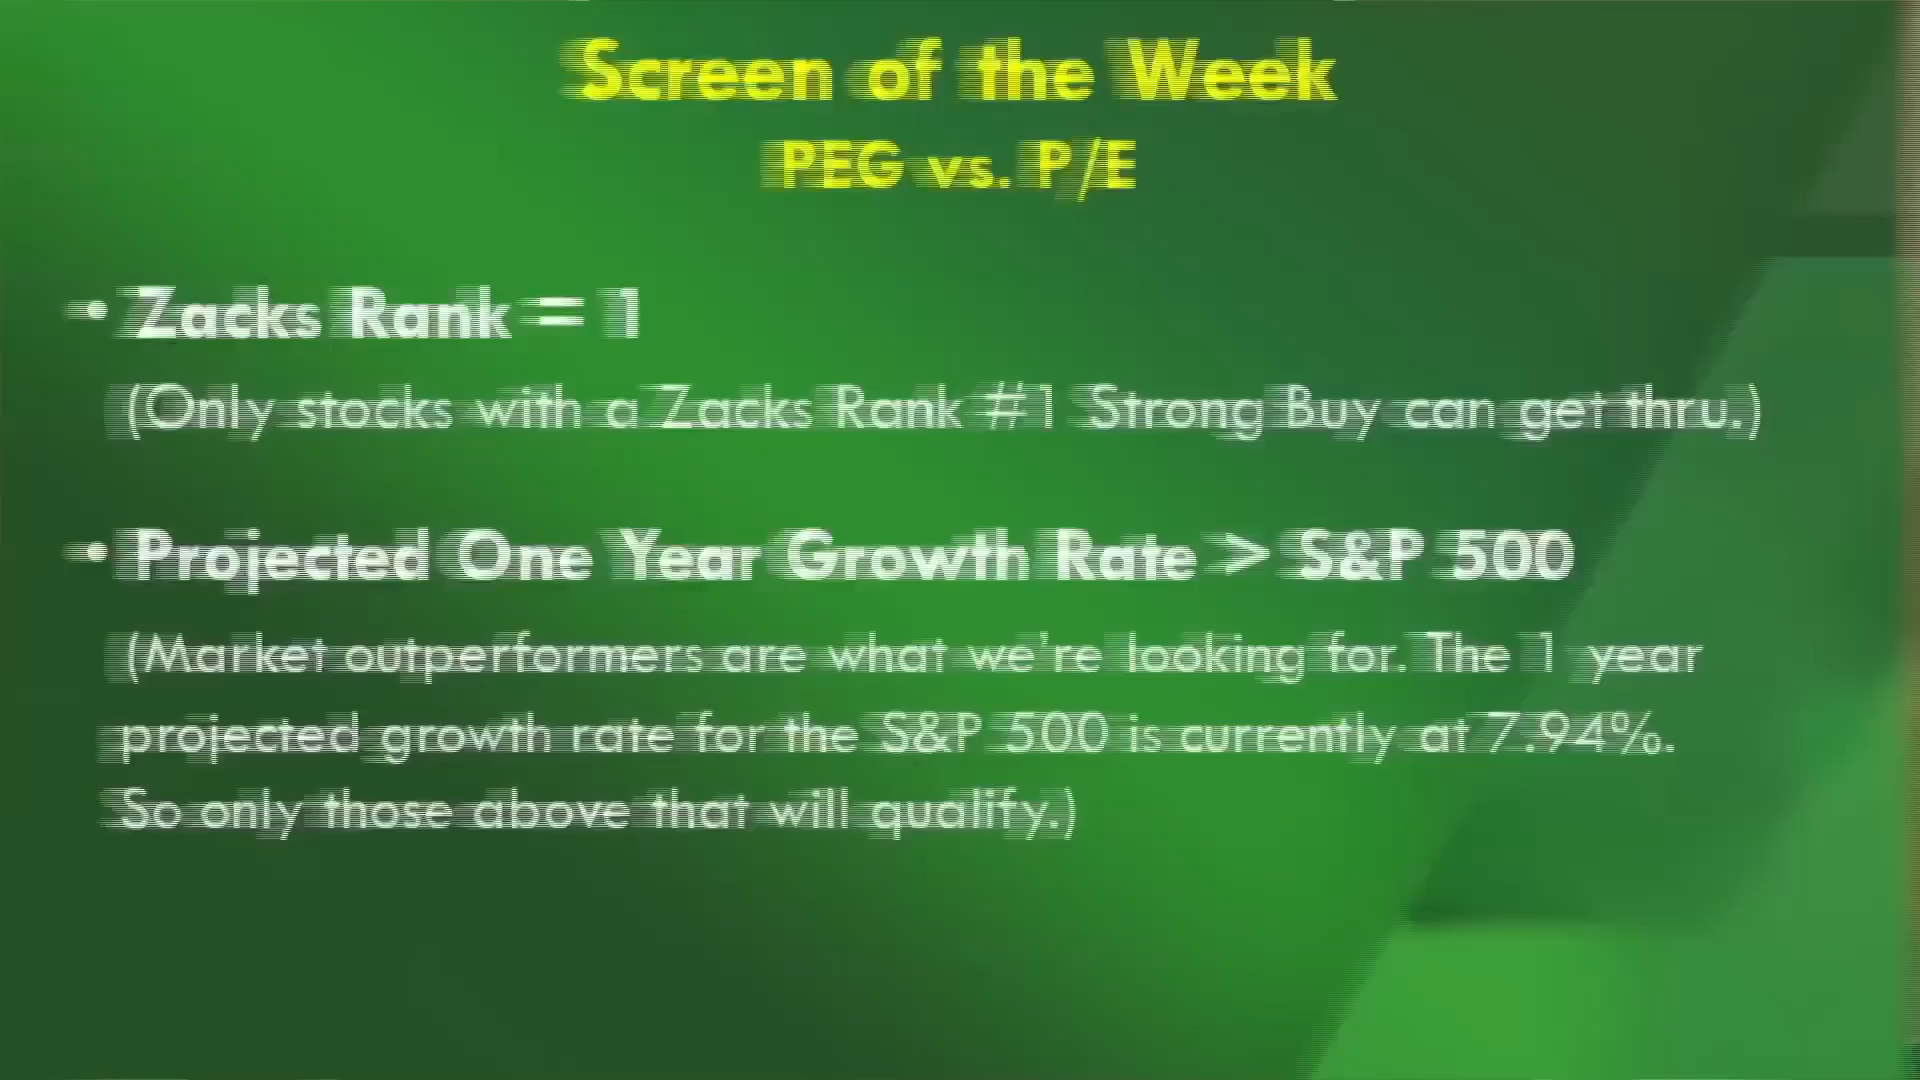 Screen of the Week
PEG vs. P/E
• Zacks Rank = 1
(Only stocks with a Zacks Rank #1 Strong Buy can get thru.)
• Projected One Year Growth Rate > S&P 500
(Market outperformers are what we're looking for. The 1 year
projected growth rate for the S&P 500 is currently at 7.94%.
So only those above that will qualify.)